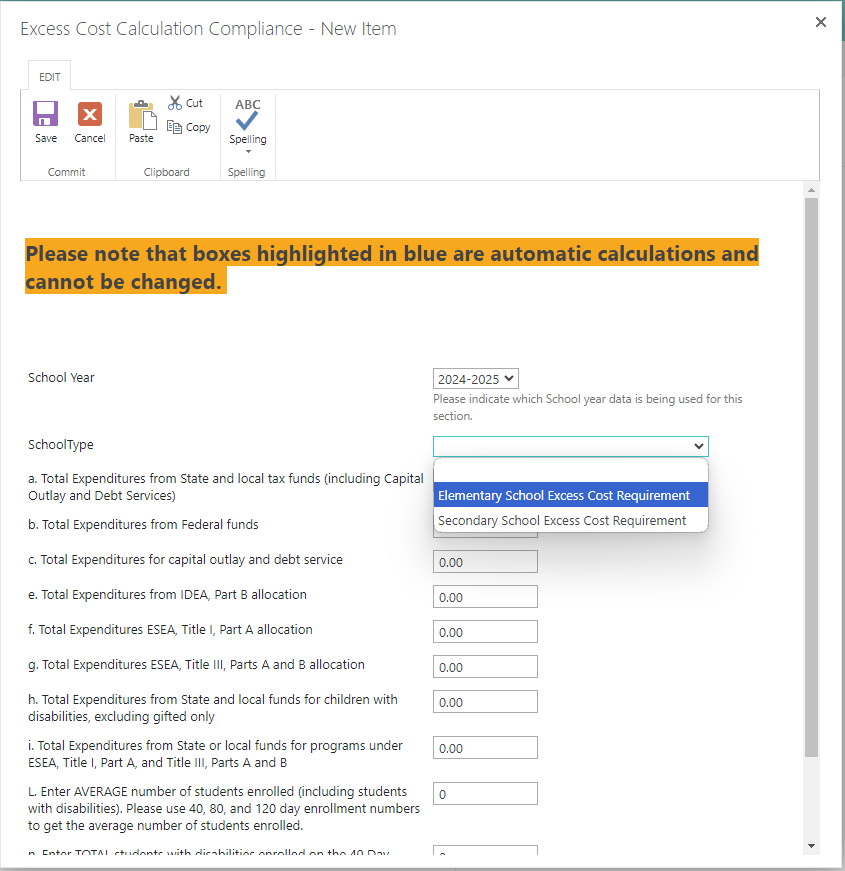 Excess Cost Calculation Compliance - New Item
EDIT
Save
Cancel
Commit
Paste
Cut
Copy
Clipboard
ABC
Spelling
Spelling
Please note that boxes highlighted in blue are automatic calculations and
cannot be changed.
School Year
2024-2025
Please indicate which School year data is being used for this
section.
SchoolType
Elementary School Excess Cost Requirement
Secondary School Excess Cost Requirement
a. Total Expenditures from State and local tax funds (including Capital
Outlay and Debt Services)
b. Total Expenditures from Federal funds
c. Total Expenditures for capital outlay and debt service
0.00
e. Total Expenditures from IDEA, Part B allocation
0.00
f. Total Expenditures ESEA, Title I, Part A allocation
0.00
g. Total Expenditures ESEA, Title III, Parts A and B allocation
0.00
h. Total Expenditures from State and local funds for children with
disabilities, excluding gifted only
0.00
i. Total Expenditures from State or local funds for programs under
ESEA, Title I, Part A, and Title III, Parts A and B
0.00
L. Enter AVERAGE number of students enrolled (including students
with disabilities). Please use 40, 80, and 120 day enrollment numbers
to get the average number of students enrolled.
0
n. Enter TOTAL students with disabilities enrolled on the 40 Day